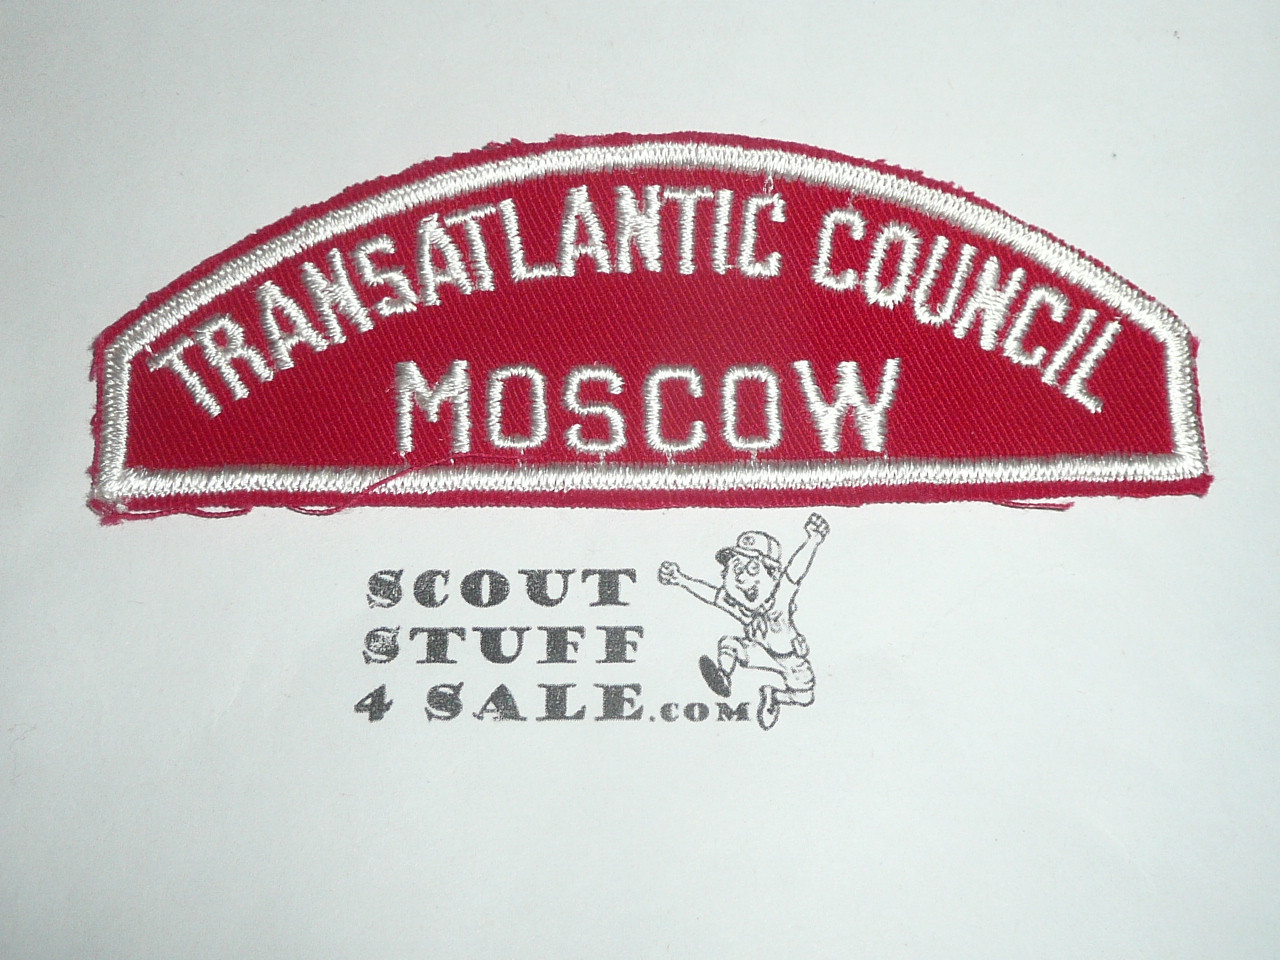 TRANSATLANTIC COUNCIL
MOSCOW
SCOUT
STUFF
4 SALE.COM